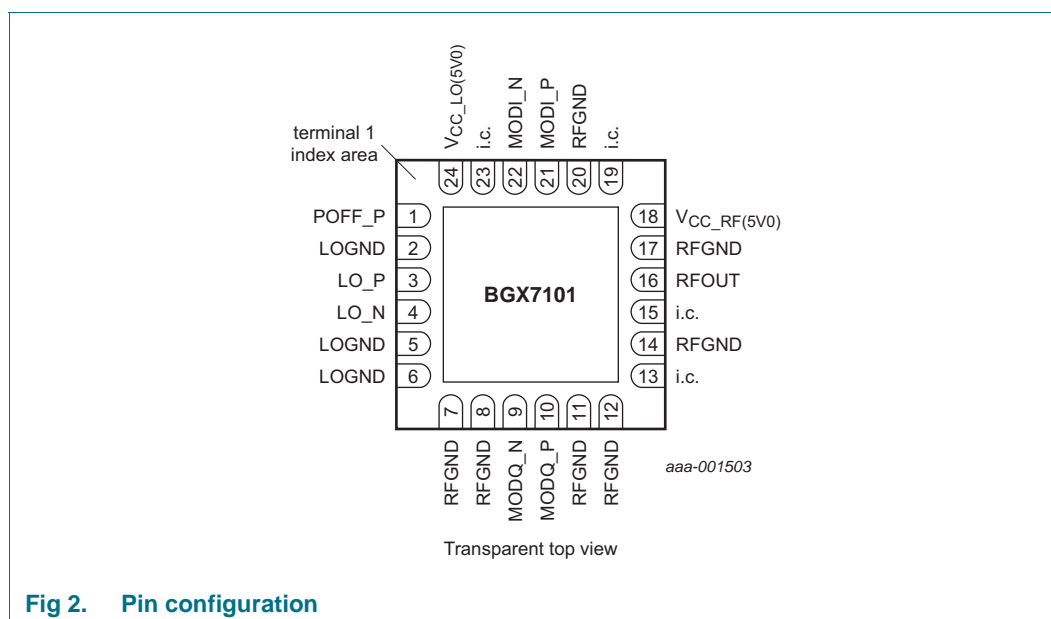 VCC_LO(5V0)
i.c.
MODI_N
MODI_P
RFGND
i.c.
terminal 1
index area
24
23
22
21
20
19
POFF_P 1
LOGND 2
LO_P 3
LO_N 4
LOGND 5
LOGND 6
BGX7101
18 VCC_RF(5V0)
17 RFGND
16 RFOUT
15 i.c.
14 RFGND
13 i.c.
7
8
9
10
11
12
RFGND
RFGND
MODQ_N
MODQ_P
RFGND
RFGND
aaa-001503
Transparent top view
Fig 2. Pin configuration